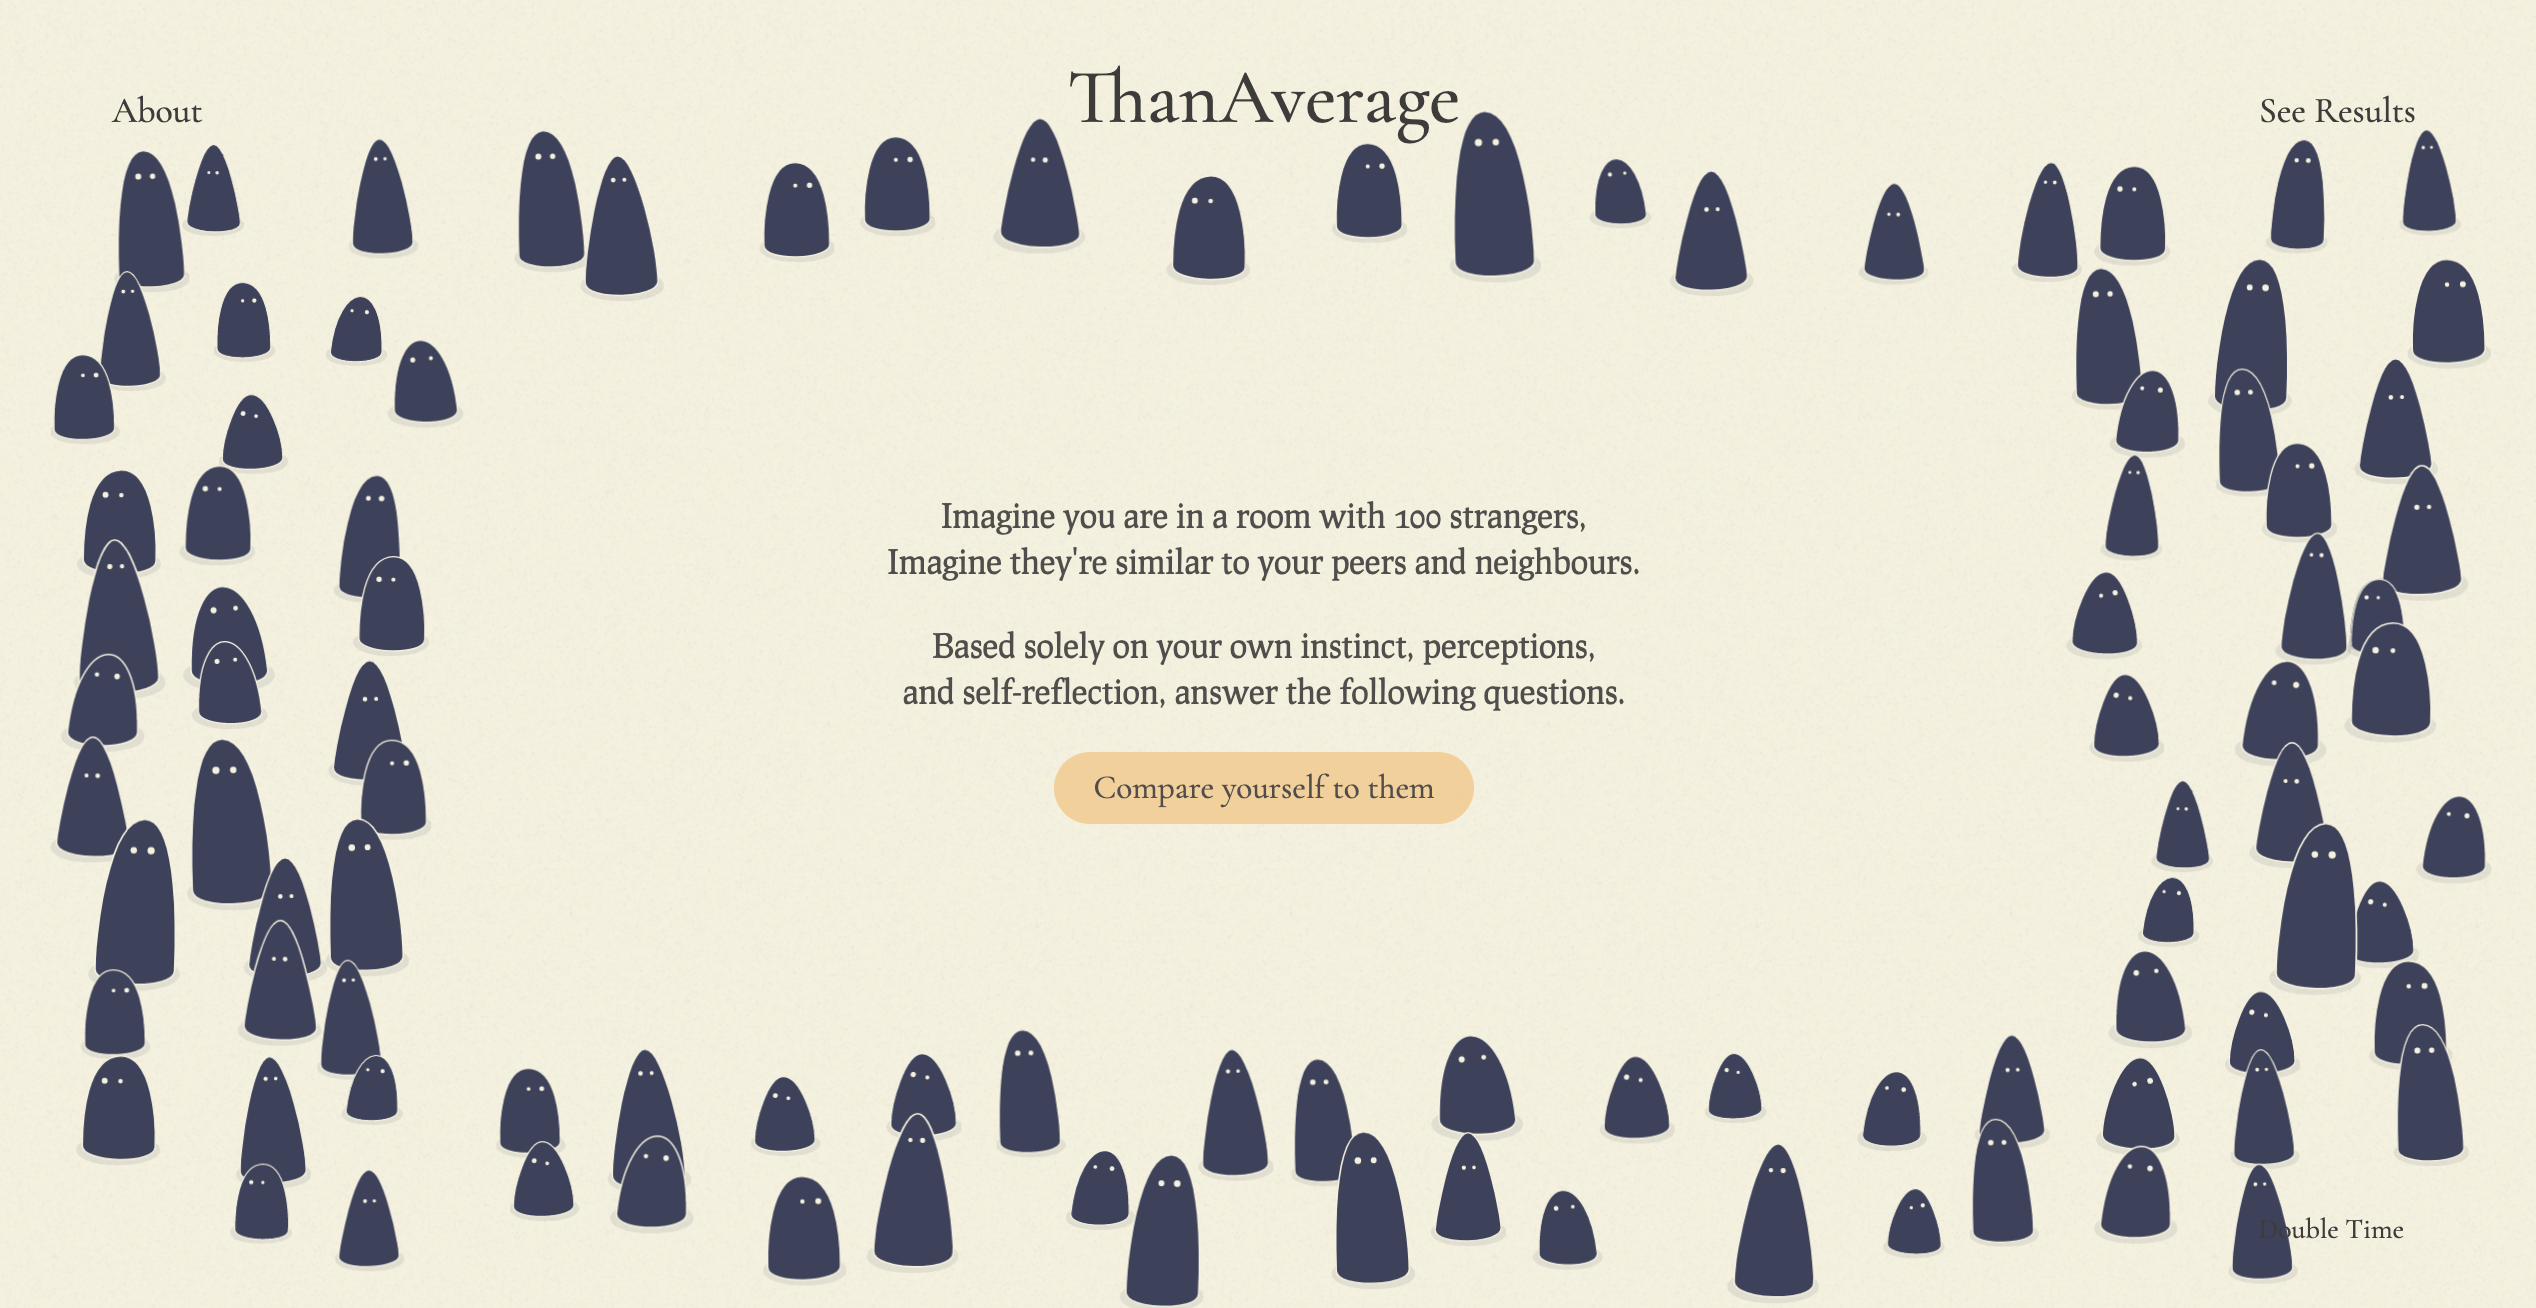 ThanAverage
About
See Results
Imagine you are in a room with 100 strangers,
Imagine they're similar to your peers and neighbours.
Based solely on your own instinct, perceptions,
and self-reflection, answer the following questions.
Compare yourself to them
Double Time